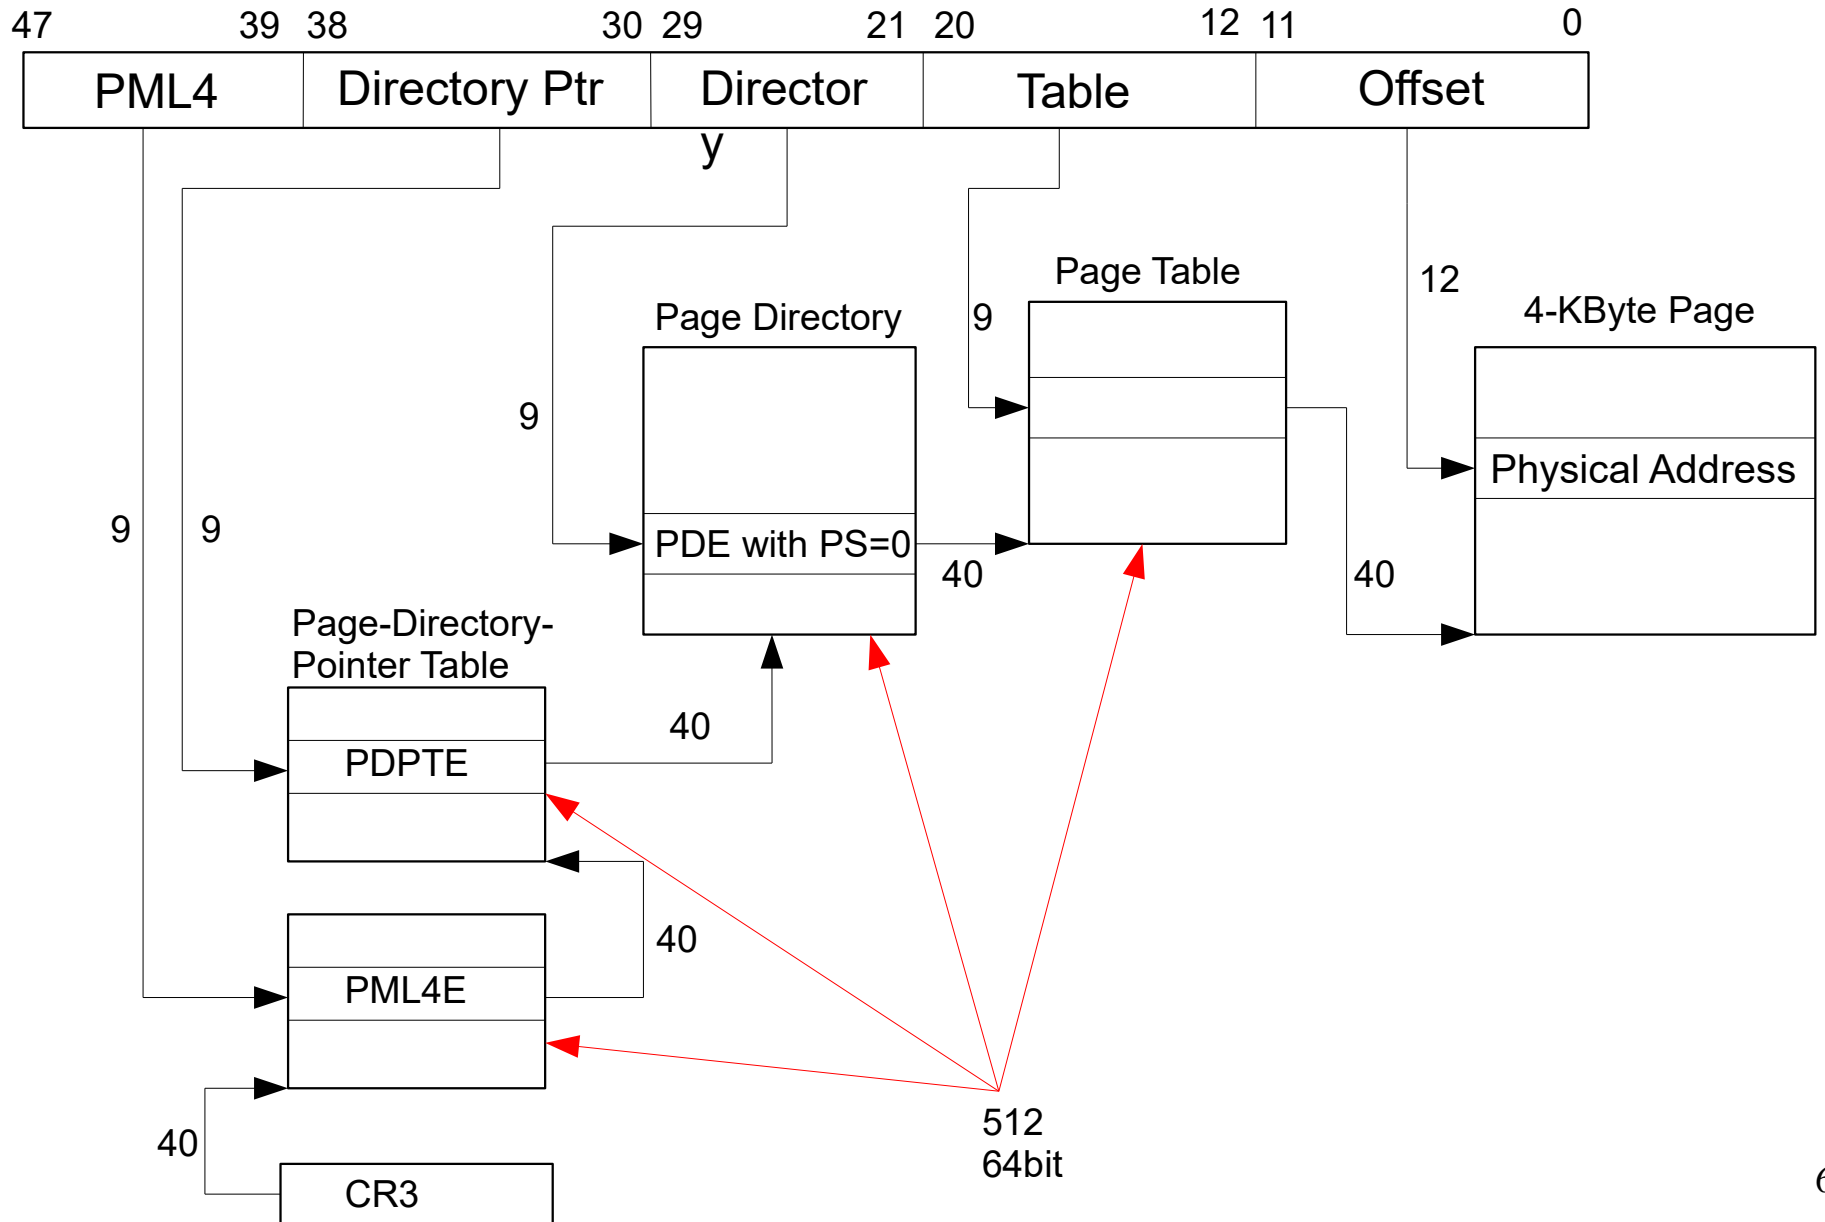 47 39 38 30 29 21 20 12 11 0
PML4 Directory Ptr Director Table Offset
y
Page Table
12
Page Directory
9
4-KByte Page
9
Physical Address
9
9
PDE with PS=0
40
40
Page-Directory-
Pointer Table
40
PDPTE
40
PML4E
512
64bit
40
CR3